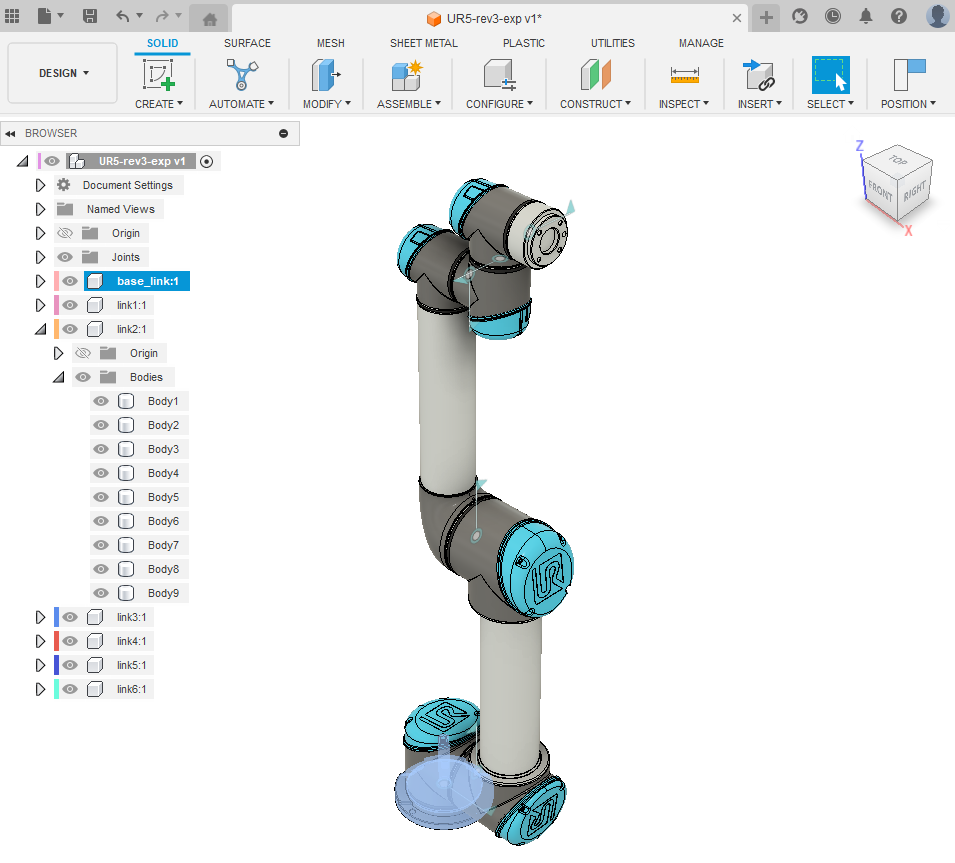 UR5-rev3-exp v1*
SOLID SURFACE MESH SHEET METAL PLASTIC UTILITIES MANAGE
DESIGN
CREATE AUTOMATE MODIFY ASSEMBLE CONFIGURE CONSTRUCT INSPECT INSERT SELECT POSITION
BROWSER
UR5-rev3-exp v1
Document Settings
Named Views
Origin
Joints
base_link:1
link1:1
link2:1
Origin
Bodies
Body1
Body2
Body3
Body4
Body5
Body6
Body7
Body8
Body9
link3:1
link4:1
link5:1
link6:1
Z
TOP
FRONT RIGHT
X
UR
UR
UR